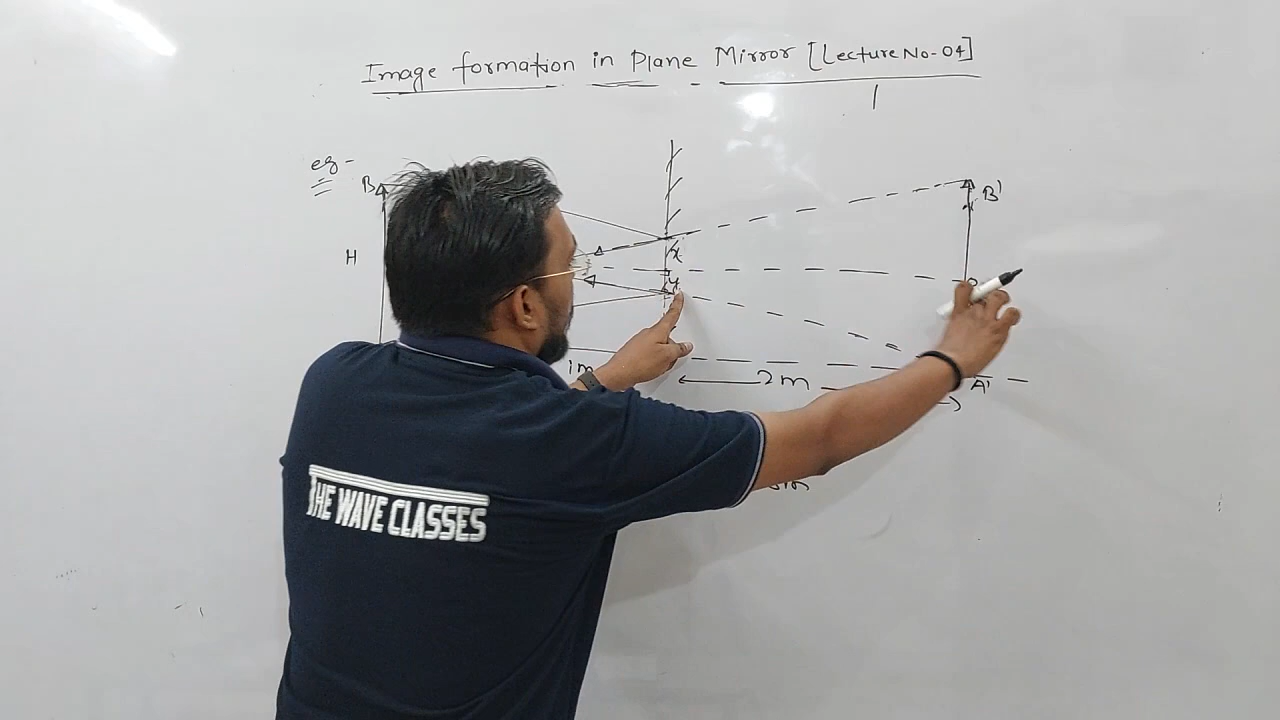 Image formation in Plane Mirror [Lecture No-04]
eg-
B
B'
H
x
y
1m
2m
A'
THE WAVE CLASSES